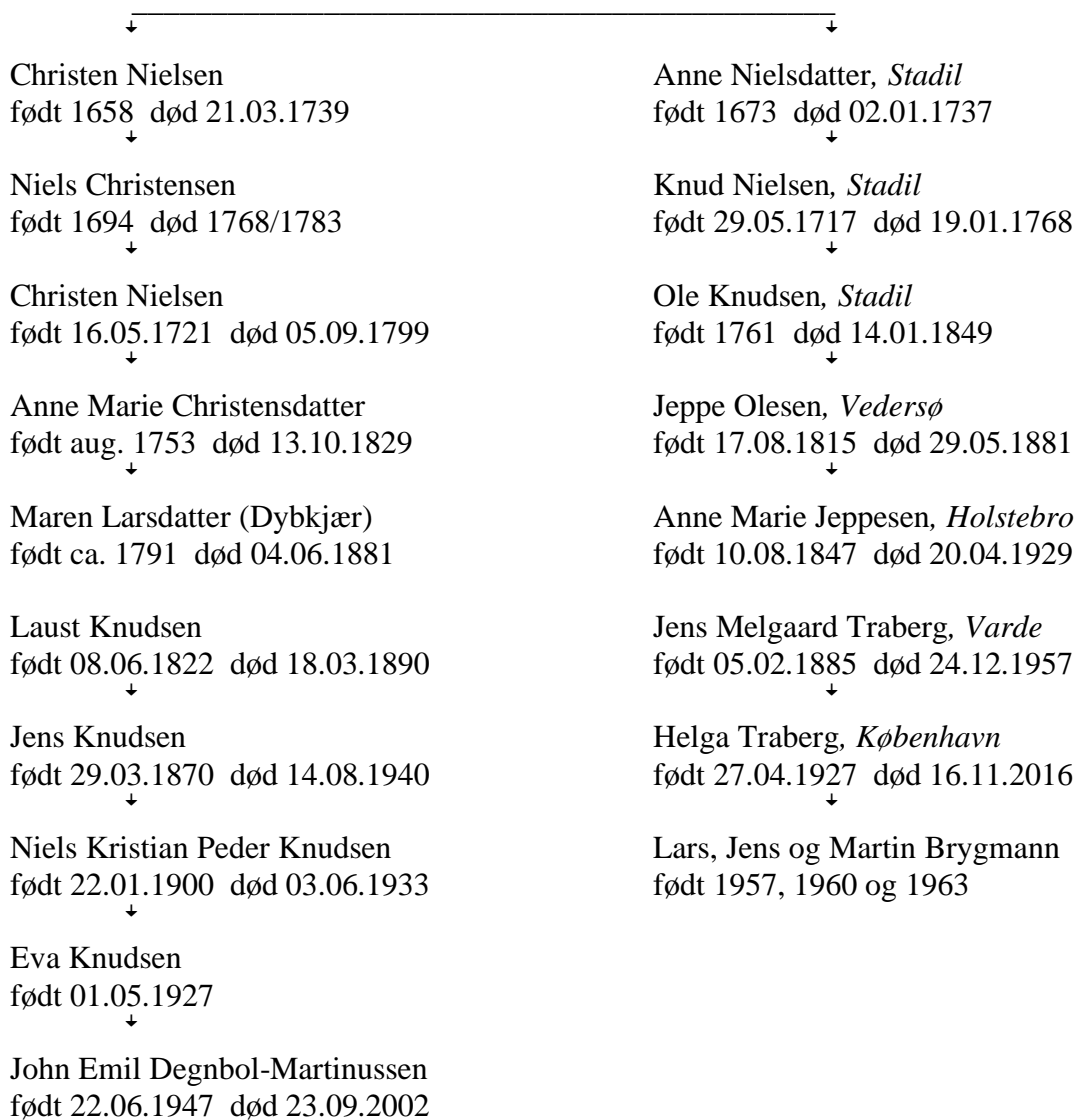 Christen Nielsen
født 1658 død 21.03.1739
Niels Christensen
født 1694 død 1768/1783
Christen Nielsen
født 16.05.1721 død 05.09.1799
Anne Marie Christensdatter
født aug. 1753 død 13.10.1829
Maren Larsdatter (Dybkjær)
født ca. 1791 død 04.06.1881
Laust Knudsen
født 08.06.1822 død 18.03.1890
Jens Knudsen
født 29.03.1870 død 14.08.1940
Niels Kristian Peder Knudsen
født 22.01.1900 død 03.06.1933
Eva Knudsen
født 01.05.1927
John Emil Degnbol-Martinussen
født 22.06.1947 død 23.09.2002
Anne Nielsdatter, Stadil
født 1673 død 02.01.1737
Knud Nielsen, Stadil
født 29.05.1717 død 19.01.1768
Ole Knudsen, Stadil
født 1761 død 14.01.1849
Jeppe Olesen, Vedersø
født 17.08.1815 død 29.05.1881
Anne Marie Jeppesen, Holstebro
født 10.08.1847 død 20.04.1929
Jens Melgaard Traberg, Varde
født 05.02.1885 død 24.12.1957
Helga Traberg, København
født 27.04.1927 død 16.11.2016
Lars, Jens og Martin Brygmann
født 1957, 1960 og 1963